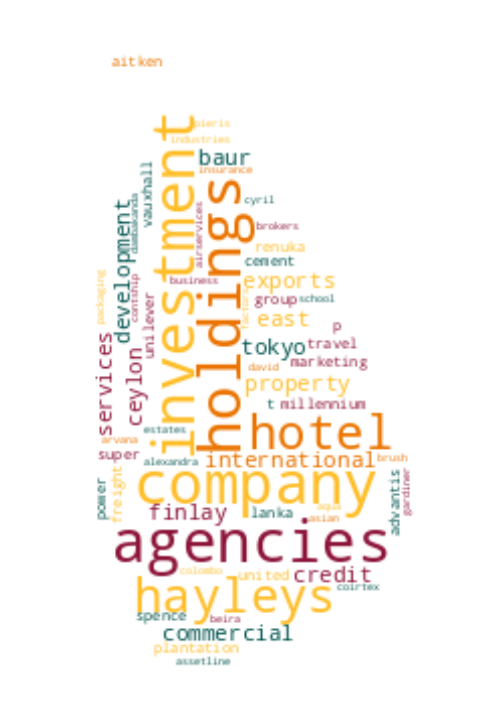 aitken
pieris
industries
baur
insurance
investment
holdings
vauxhall
cyril
development
dambakanda
airservices
brokers
renuka
cement
business
exports
packaging
contship
unilever
group
school
factors
east
p
tokyo
travel
services
ceylon
marketing
david
property
t
millennium
hotel
estates
arvana
super
alexandra
international
brush
company
power
freight
advantis
gardiner
finlay
lanka
aqua
asian
agencies
colombo
united
credit
hayleys
coirtex
spence
beira
commercial
plantation
assetline